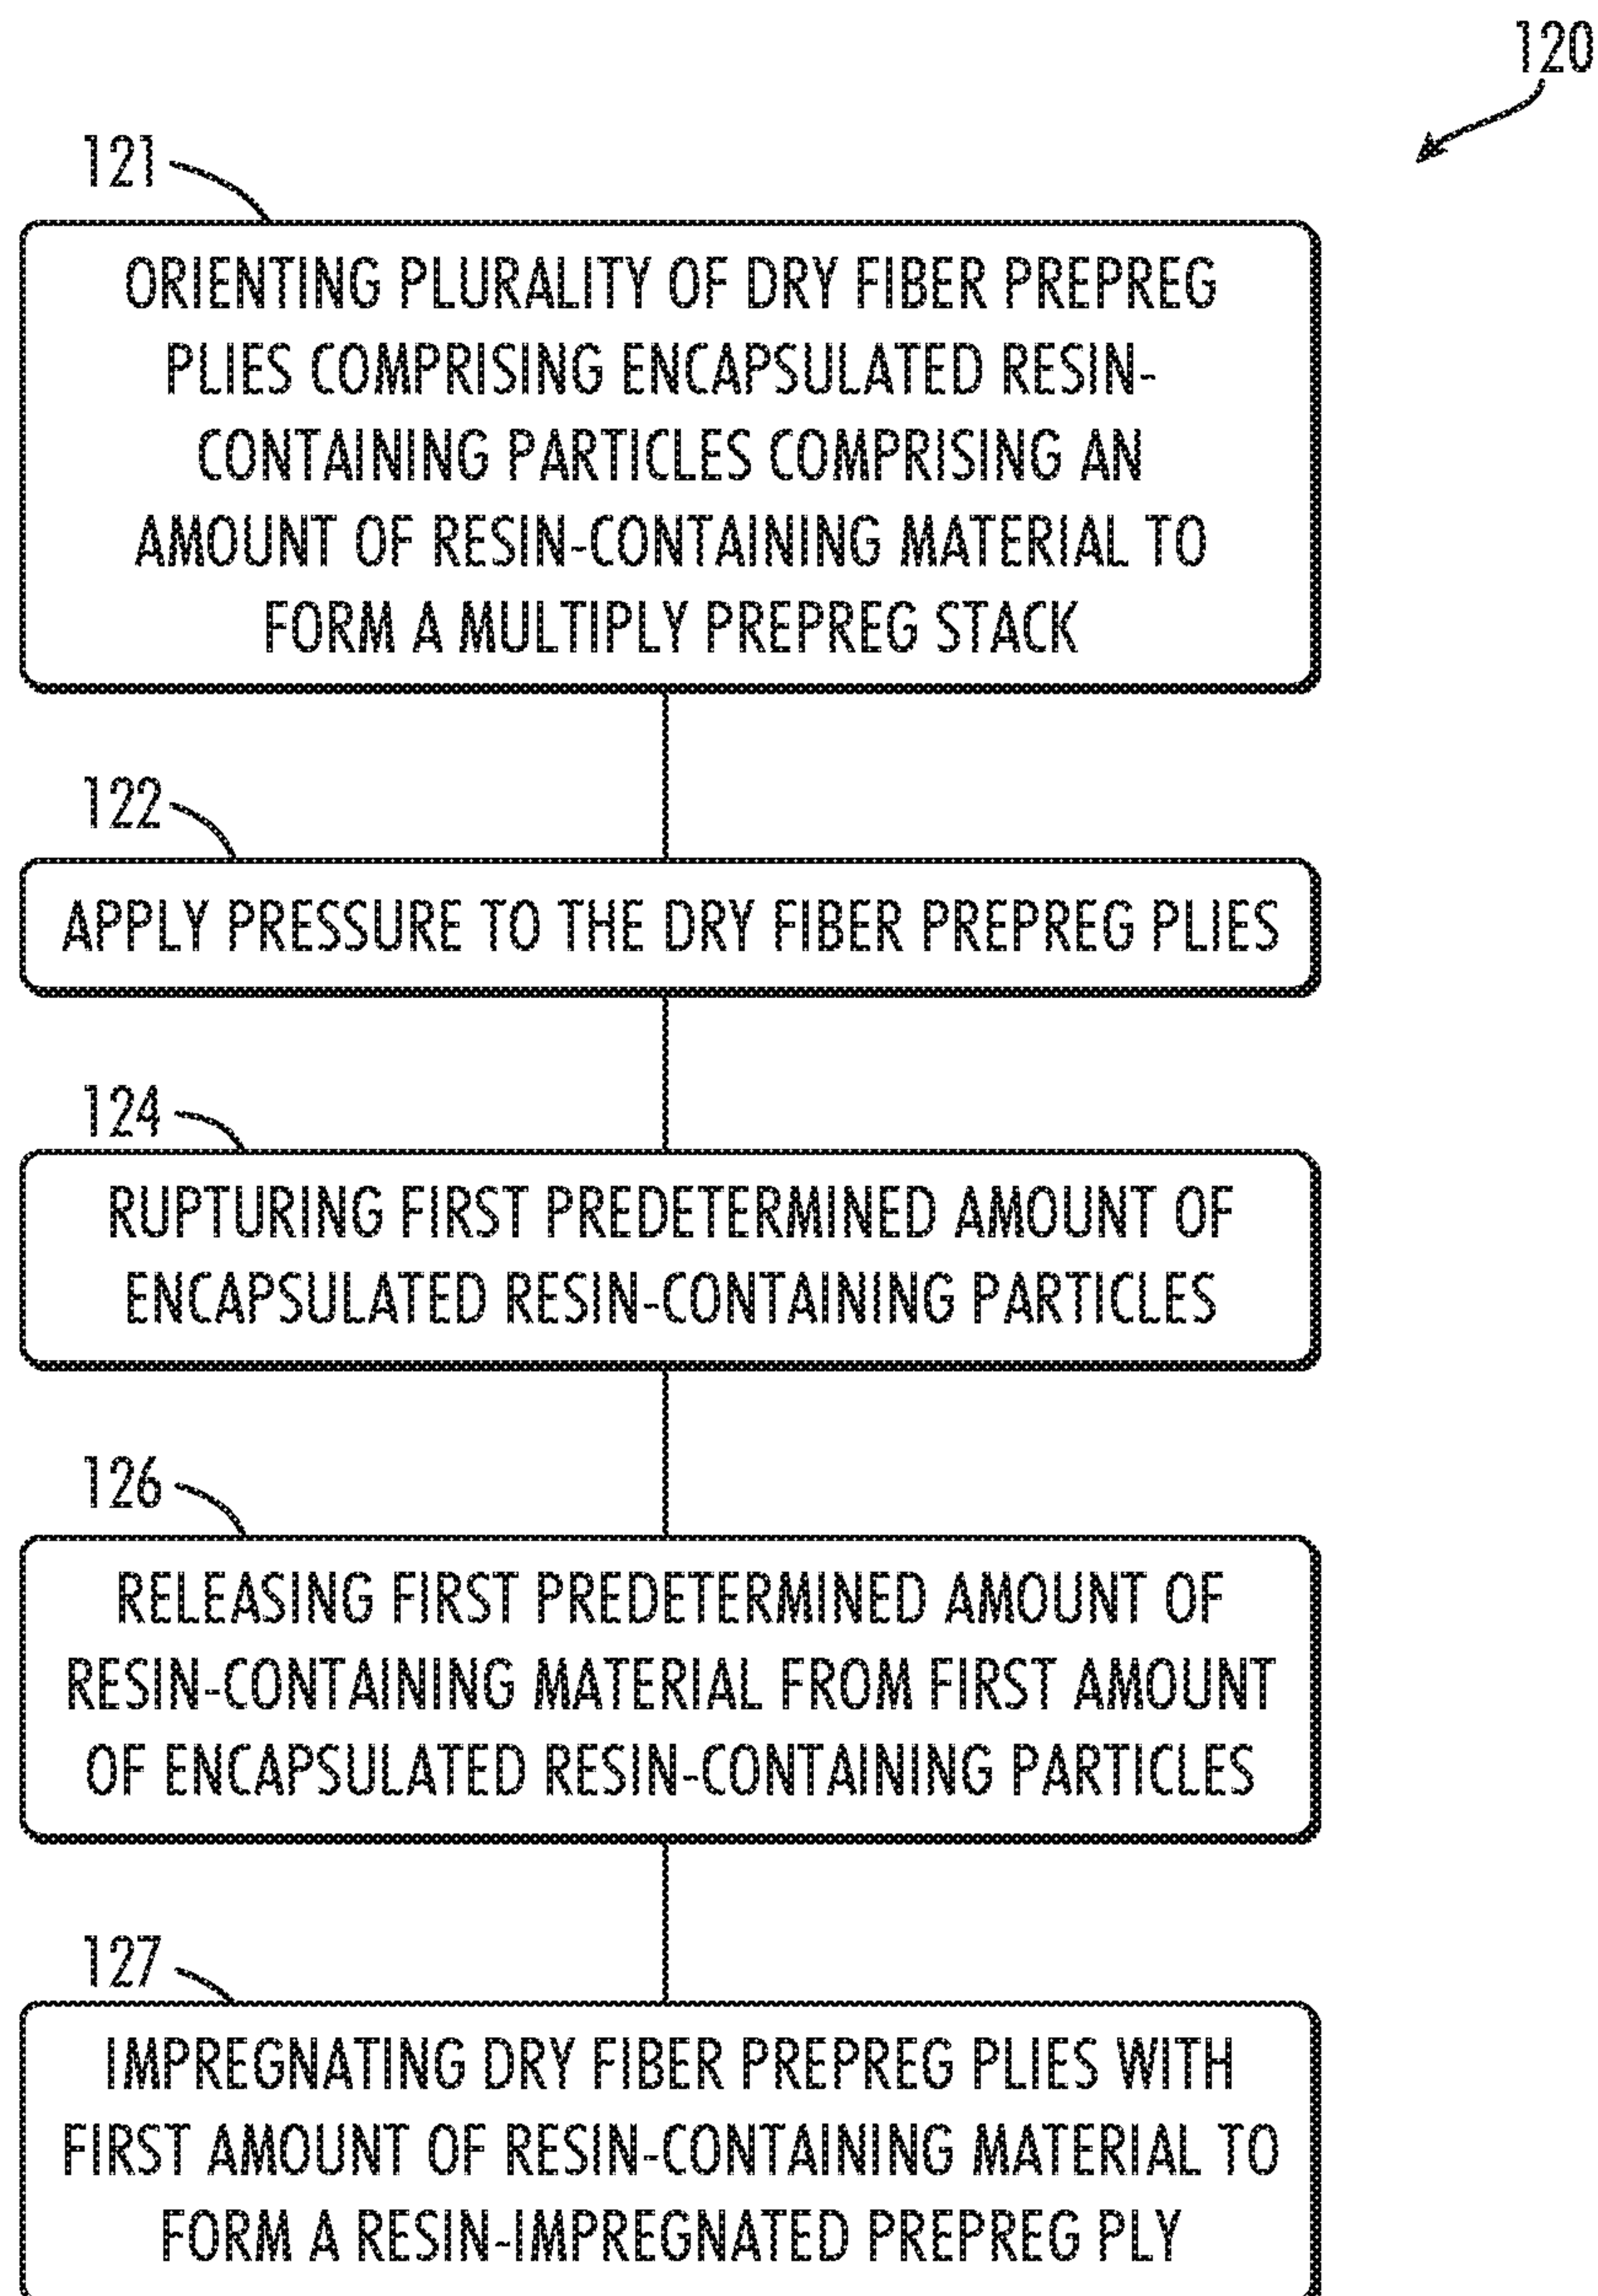 120
121
ORIENTING PLURALITY OF DRY FIBER PREPREG
PLIES COMPRISING ENCAPSULATED RESIN-
CONTAINING PARTICLES COMPRISING AN
AMOUNT OF RESIN-CONTAINING MATERIAL TO
FORM A MULTIPLY PREPREG STACK
122
APPLY PRESSURE TO THE DRY FIBER PREPREG PLIES
124
RUPTURING FIRST PREDETERMINED AMOUNT OF
ENCAPSULATED RESIN-CONTAINING PARTICLES
126
RELEASING FIRST PREDETERMINED AMOUNT OF
RESIN-CONTAINING MATERIAL FROM FIRST AMOUNT
OF ENCAPSULATED RESIN-CONTAINING PARTICLES
127
IMPREGNATING DRY FIBER PREPREG PLIES WITH
FIRST AMOUNT OF RESIN-CONTAINING MATERIAL TO
FORM A RESIN-IMPREGNATED PREPREG PLY